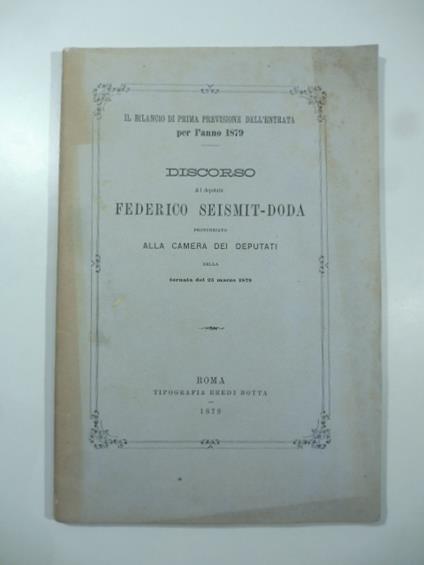 IL BILANCIO DI PRIMA PREVISIONE DELL'ENTRATA
per l'anno 1879
DISCORSO
del deputato
FEDERICO SEISMIT-DODA
PRONUNZIATO
ALLA CAMERA DEI DEPUTATI
NELLA
tornata del 25 marzo 1879
ROMA
TIPOGRAFIA EREDI BOTTA
1879